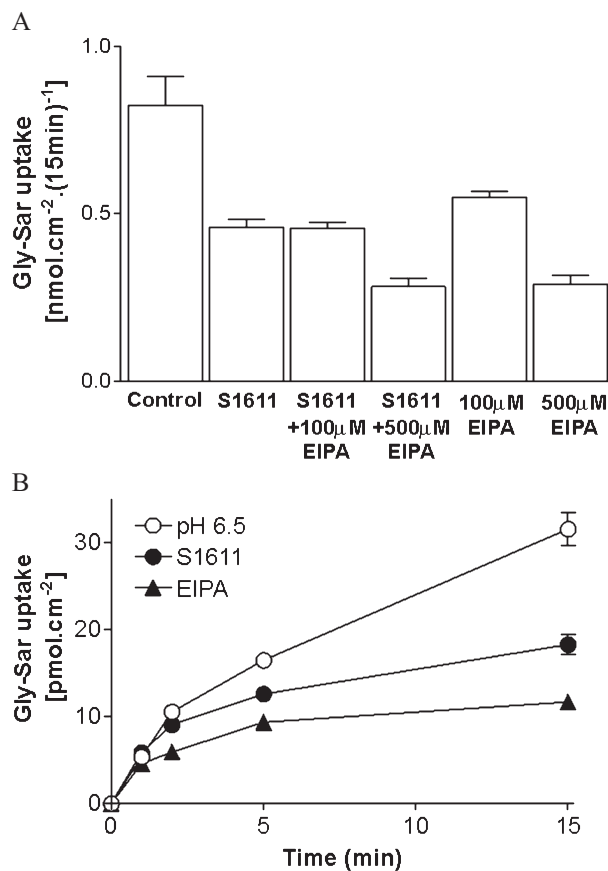 A
Gly-Sar uptake
[nmol.cm⁻².(15min)⁻¹]
1.0
0.5
0.0
Control
S1611
S1611
+100µM
EIPA
S1611
+500µM
EIPA
100µM
EIPA
500µM
EIPA
B
Gly-Sar uptake
[pmol.cm⁻²]
30
20
10
0
pH 6.5
S1611
EIPA
0
5
10
15
Time (min)